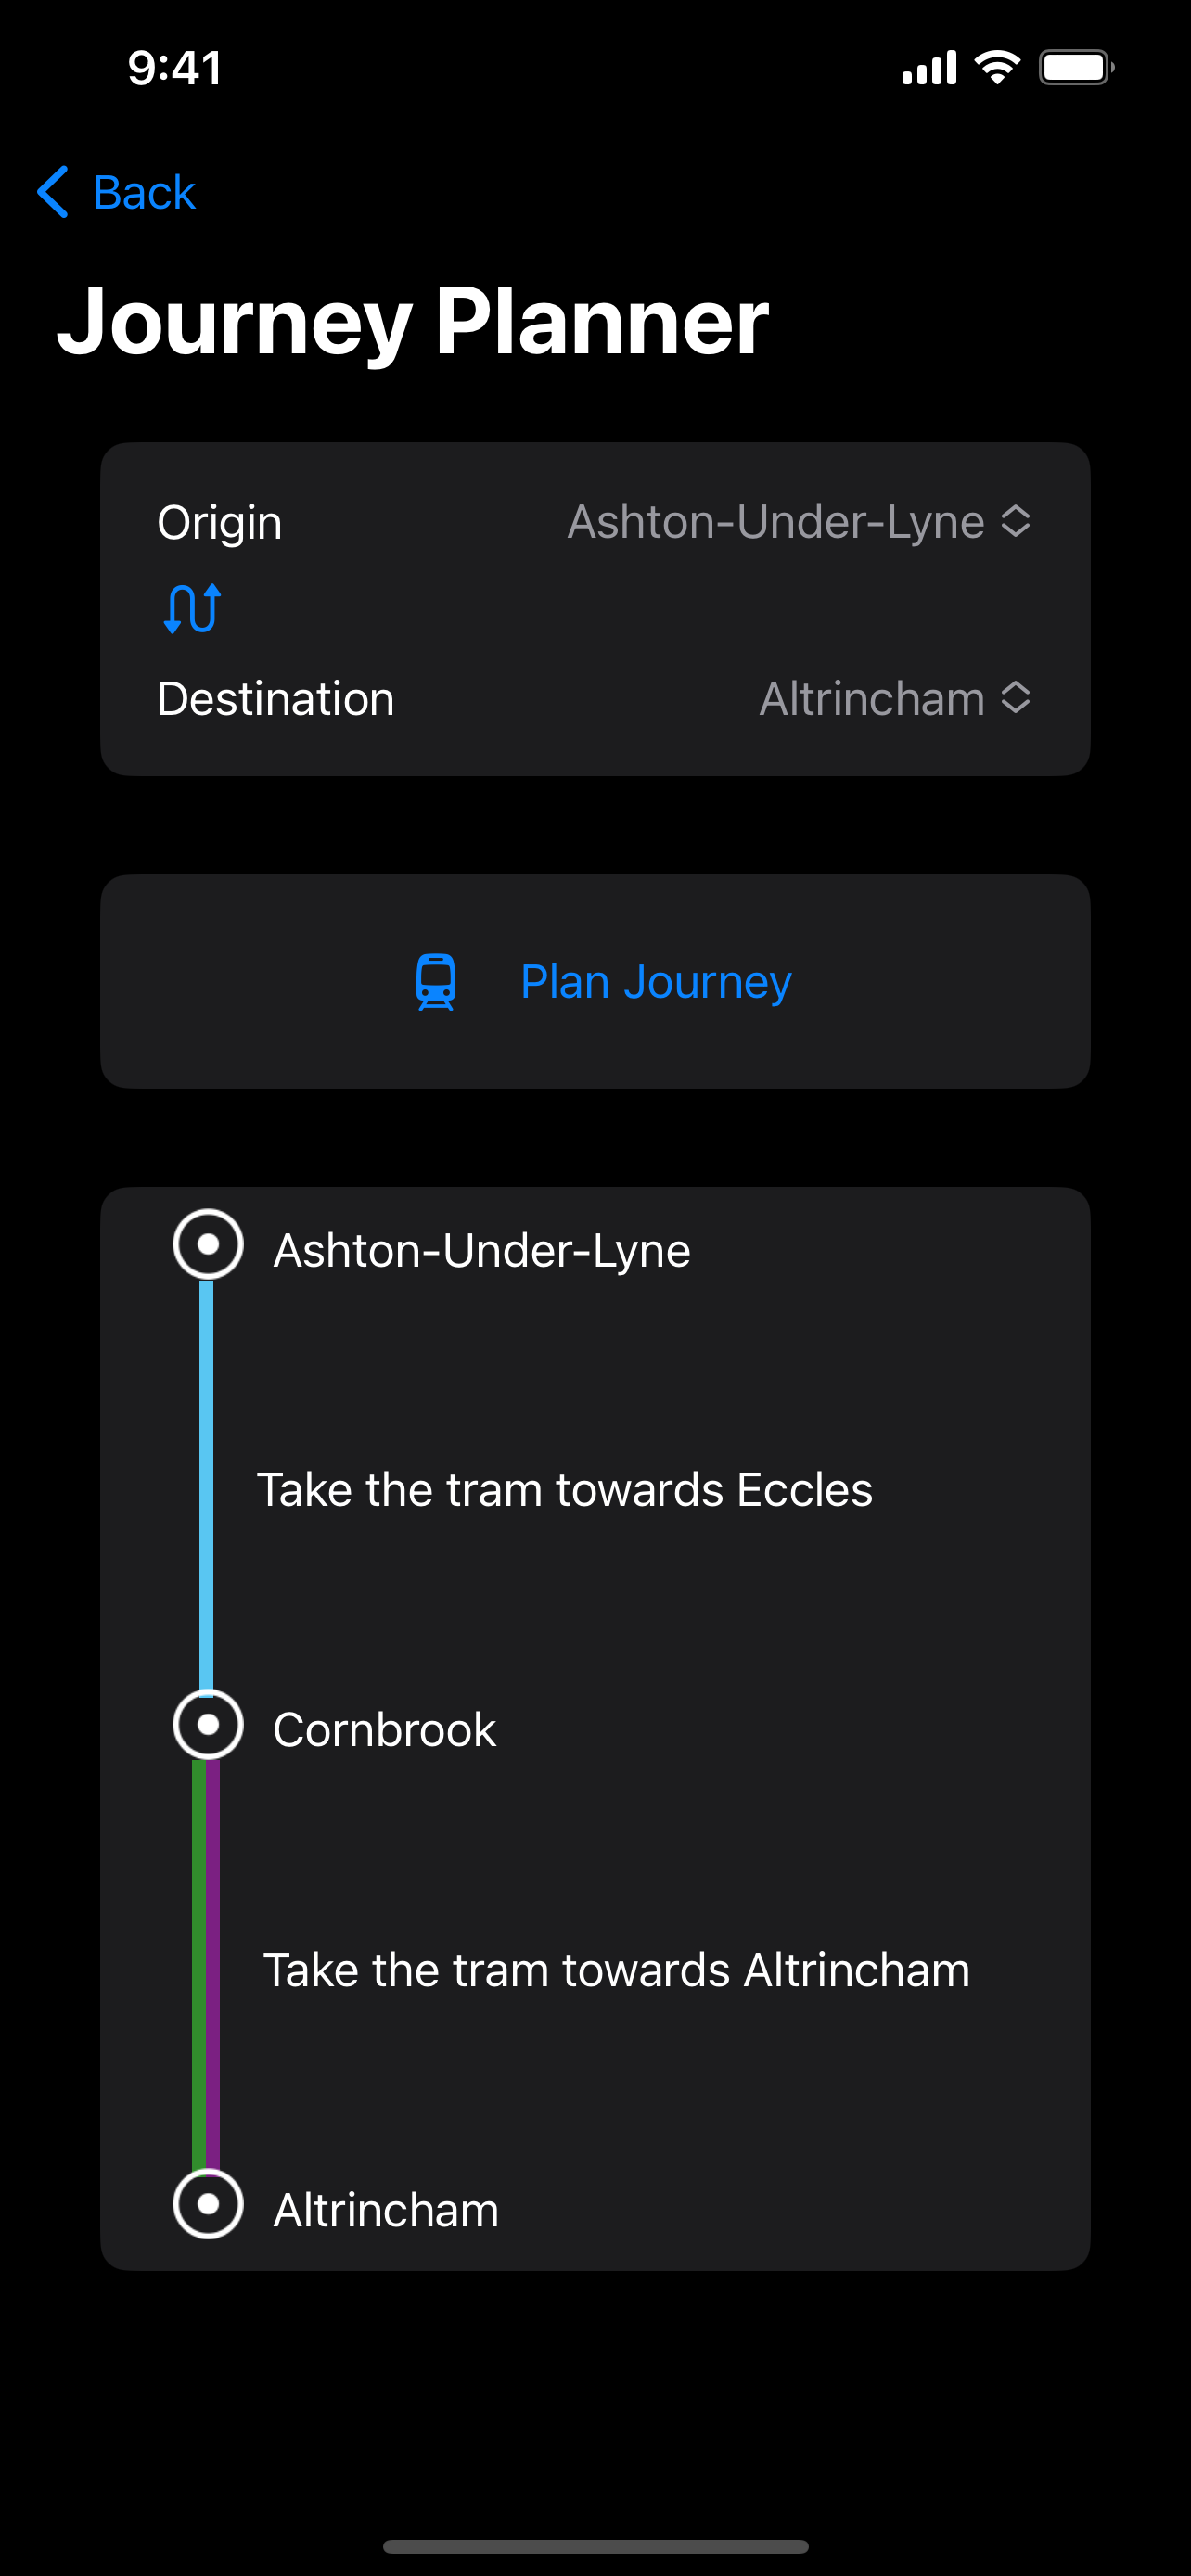 9:41
Back
Journey Planner
Origin Ashton-Under-Lyne
Destination Altrincham
Plan Journey
Ashton-Under-Lyne
Take the tram towards Eccles
Cornbrook
Take the tram towards Altrincham
Altrincham